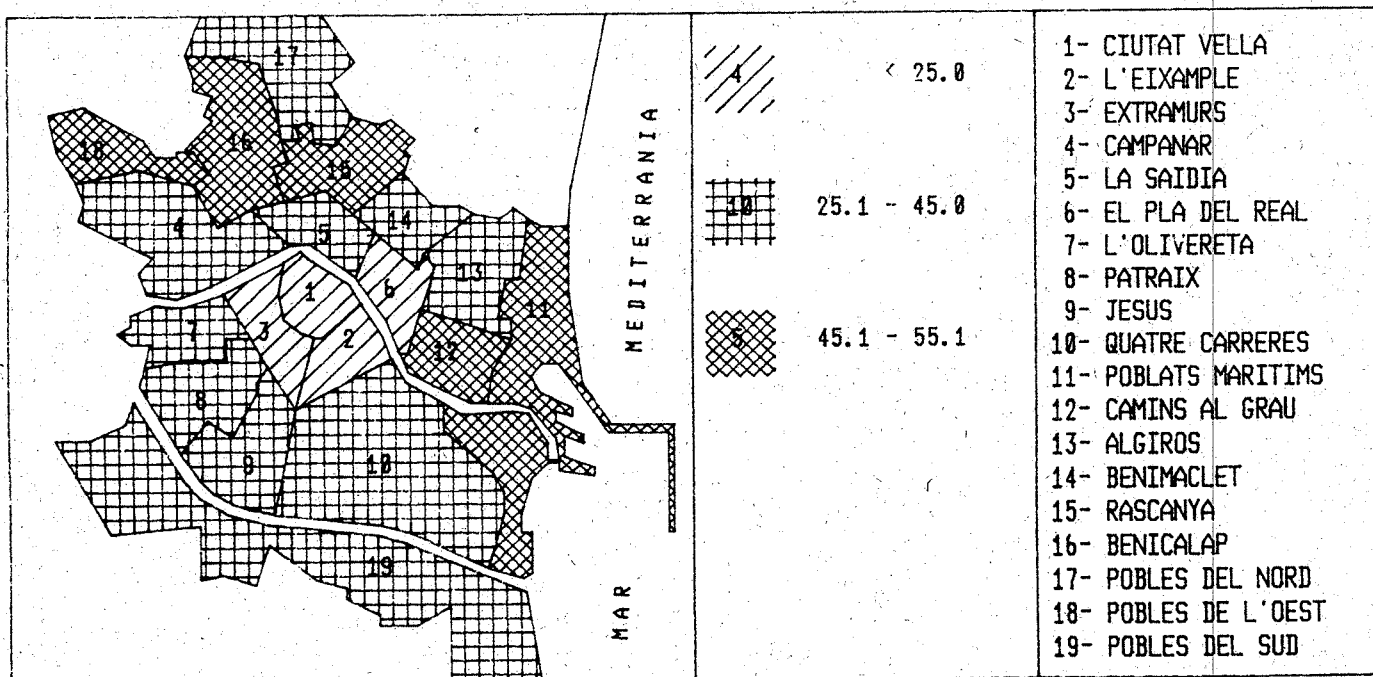 17
16
18
15
4
5
14
13
6
1
11
3
2
7
12
8
9
10
19
MEDITERRANIA
MAR
4 < 25.0
10 25.1 - 45.0
5 45.1 - 55.1
1- CIUTAT VELLA
2- L'EIXAMPLE
3- EXTRAMURS
4- CAMPANAR
5- LA SAIDIA
6- EL PLA DEL REAL
7- L'OLIVERETA
8- PATRAIX
9- JESUS
10- QUATRE CARRERES
11- POBLATS MARITIMS
12- CAMINS AL GRAU
13- ALGIROS
14- BENIMACLET
15- RASCANYA
16- BENICALAP
17- POBLES DEL NORD
18- POBLES DE L'OEST
19- POBLES DEL SUD